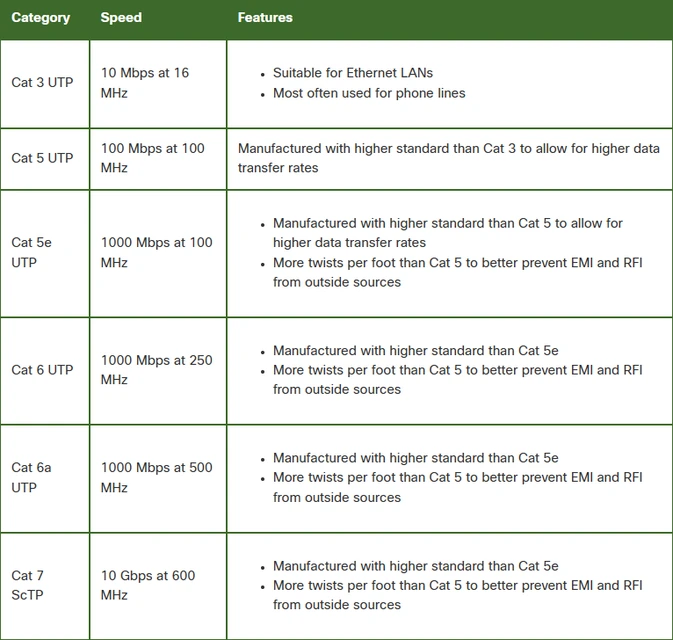 Category Speed Features
Cat 3 UTP
10 Mbps at 16
MHz
Suitable for Ethernet LANs
Most often used for phone lines
Cat 5 UTP
100 Mbps at 100
MHz
Manufactured with higher standard than Cat 3 to allow for higher data
transfer rates
Cat 5e
UTP
1000 Mbps at 100
MHz
Manufactured with higher standard than Cat 5 to allow for
higher data transfer rates
More twists per foot than Cat 5 to better prevent EMI and RFI
from outside sources
Cat 6 UTP
1000 Mbps at 250
MHz
Manufactured with higher standard than Cat 5e
More twists per foot than Cat 5 to better prevent EMI and RFI
from outside sources
Cat 6a
UTP
1000 Mbps at 500
MHz
Manufactured with higher standard than Cat 5e
More twists per foot than Cat 5 to better prevent EMI and RFI
from outside sources
Cat 7
ScTP
10 Gbps at 600
MHz
Manufactured with higher standard than Cat 5e
More twists per foot than Cat 5 to better prevent EMI and RFI
from outside sources